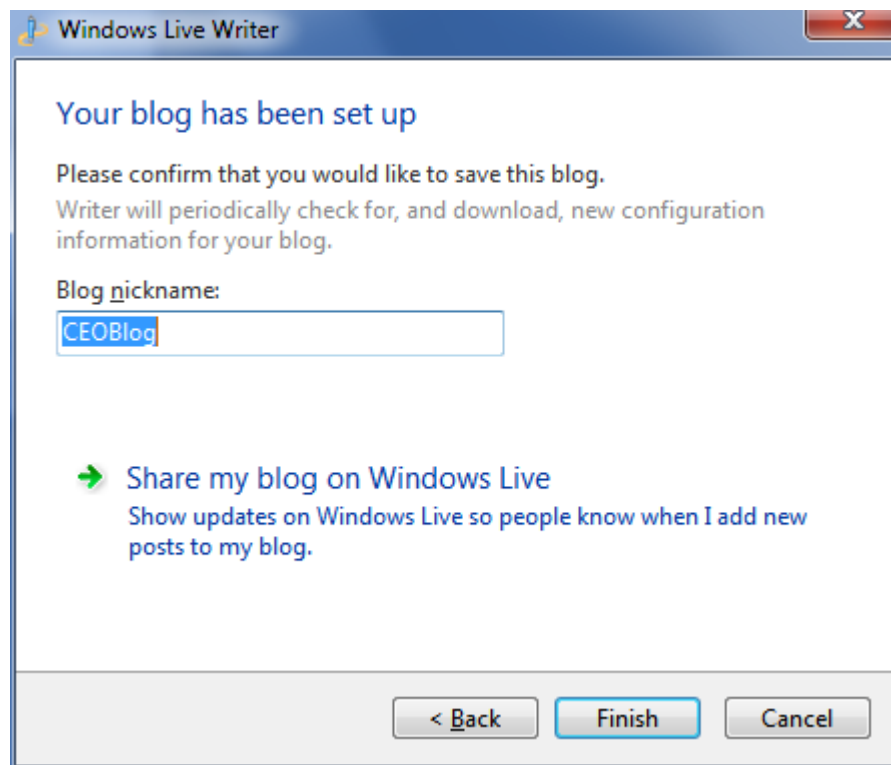 Windows Live Writer
Your blog has been set up
Please confirm that you would like to save this blog.
Writer will periodically check for, and download, new configuration
information for your blog.
Blog nickname:
CEOBlog
Share my blog on Windows Live
Show updates on Windows Live so people know when I add new
posts to my blog.
< Back Finish Cancel